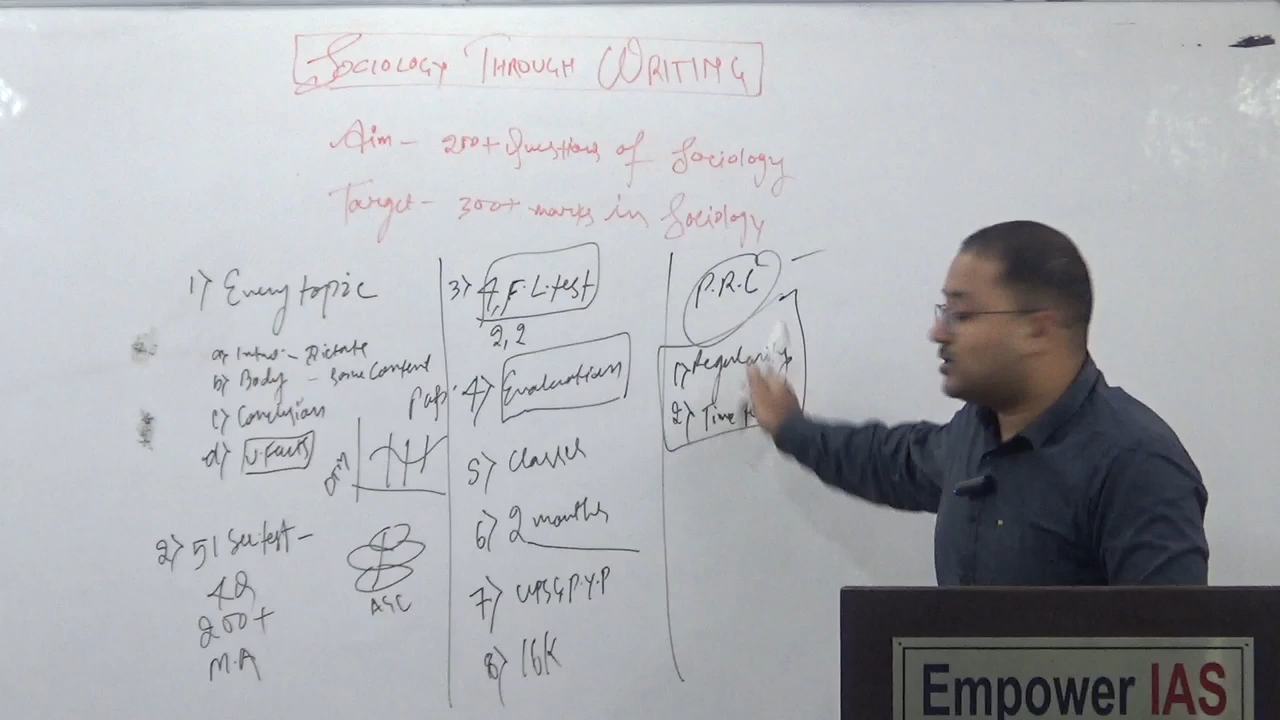 SOCIOLOGY THROUGH WRITING
Aim - 200+ Questions of Sociology
Target - 300+ marks in Sociology
1) Every topic
a) Intro - Dictate
b) Body - Some Content
c) Conclusion
d)
2) 51 Sec test -
4Q
200+
M.A
ASC
3) 4, F.L. test
2, 2
4) Evaluation
5) Classes
6) 2 months
7) UPSC P.Y.P
8) 16K
P.R.C
1) Regularity
2) Time
Empower IAS